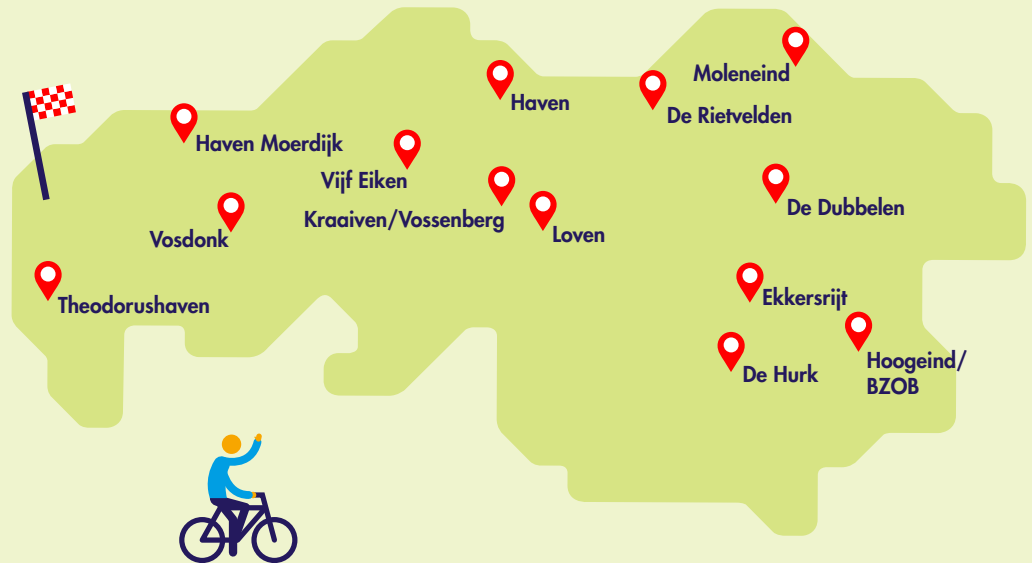 Moleneind
Haven
De Rietvelden
Haven Moerdijk
Vijf Eiken
De Dubbelen
Kraaiven/Vossenberg
Vosdonk
Loven
Theodorushaven
Ekkersrijt
Hoogeind/
BZOB
De Hurk